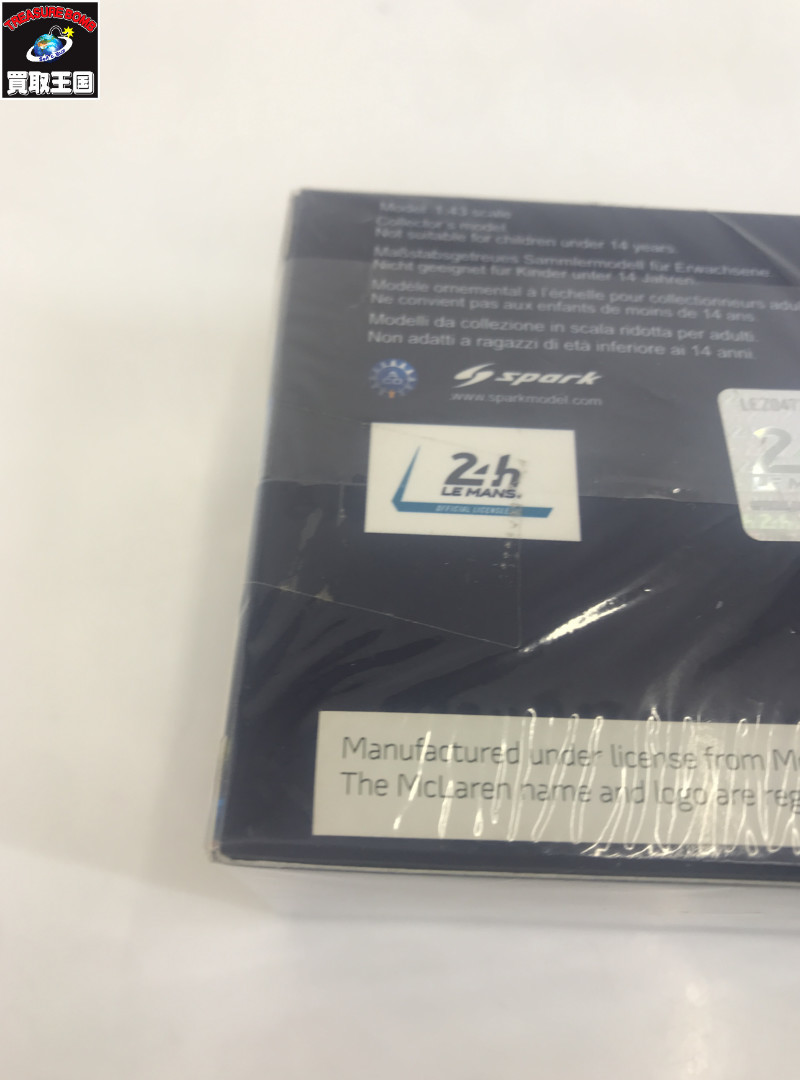 TREASURE
買取王国
Model 1:43 scale
Collector's model.
Not suitable for children under 14 years.
Maßstabsgetreues Sammlermodell für Erwachsene.
Nicht geeignet für Kinder unter 14 Jahren.
Modèle ornemental à l'échelle pour collectionneurs
Ne convient pas aux enfants de moins de 14 ans.
Modelli da collezione in scala ridotta per adulti.
Non adatti a ragazzi di età inferiore ai 14 anni.
spark
www.sparkmodel.com
24h
LE MANS
OFFICIAL LICENSEE
Manufactured under license from
The McLaren name and logo are